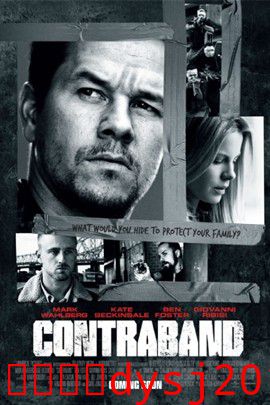 WHAT WOULD YOU HIDE TO PROTECT YOUR FAMILY?
MARK WAHLBERG
KATE BECKINSALE
BEN FOSTER
GIOVANNI RIBISI
CONTRABAND
dysj20
COMING SOON